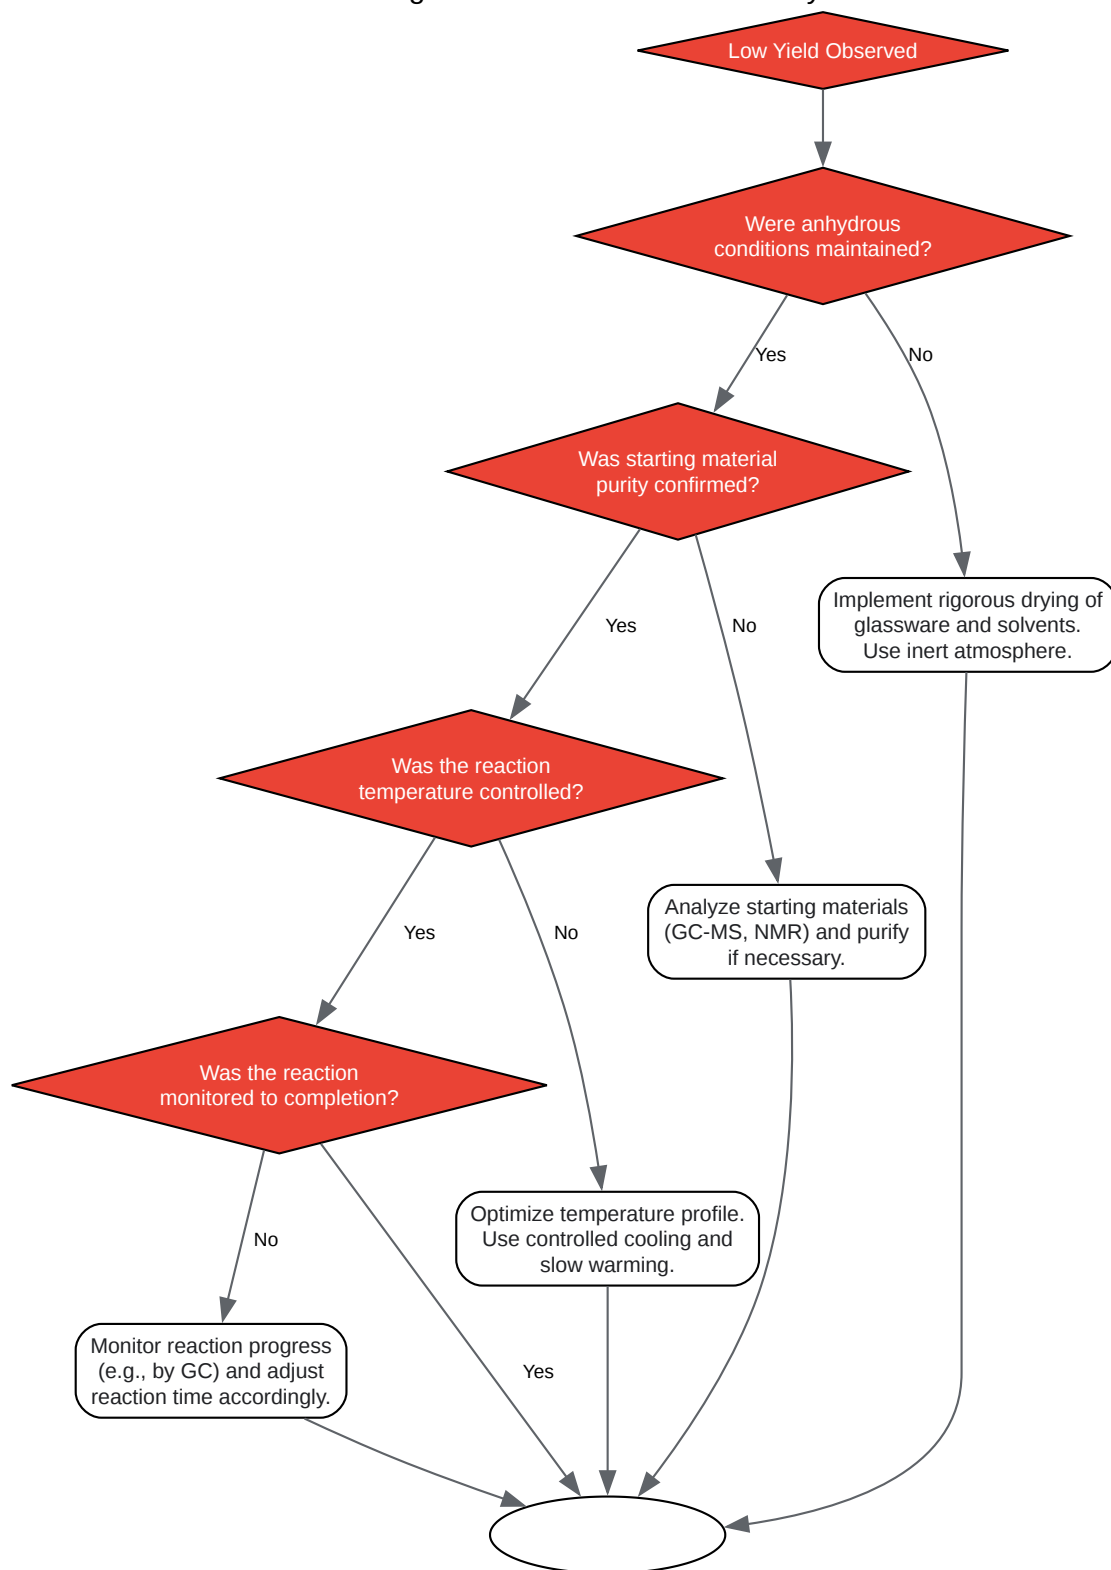 Low Yield Observed
Were anhydrous
conditions maintained?
Yes
No
Was starting material
purity confirmed?
Yes
No
Implement rigorous drying of
glassware and solvents.
Use inert atmosphere.
Was the reaction
temperature controlled?
Yes
No
Analyze starting materials
(GC-MS, NMR) and purify
if necessary.
Was the reaction
monitored to completion?
No
Yes
Optimize temperature profile.
Use controlled cooling and
slow warming.
Monitor reaction progress
(e.g., by GC) and adjust
reaction time accordingly.